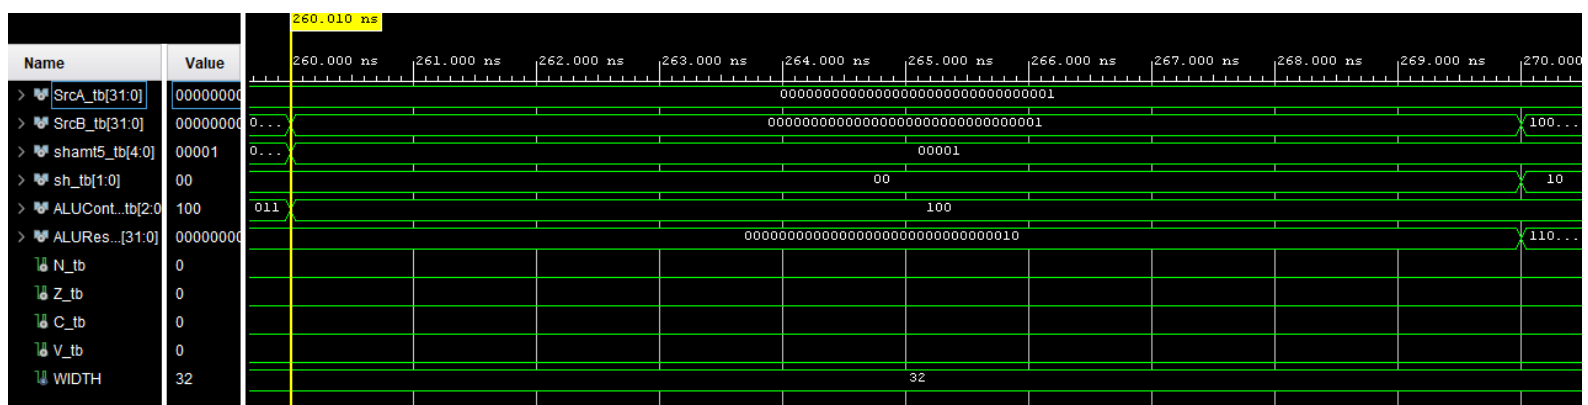 260.010 ns
Name Value 260.000 ns 261.000 ns 262.000 ns 263.000 ns 264.000 ns 265.000 ns 266.000 ns 267.000 ns 268.000 ns 269.000 ns 270.000
SrcA_tb[31:0] 00000000 00000000000000000000000000000001
SrcB_tb[31:0] 00000000 0... 00000000000000000000000000000001 100...
shamt5_tb[4:0] 00001 0... 00001
sh_tb[1:0] 00 00 10
ALUCont...tb[2:0 100 011 100
ALURes...[31:0] 00000000 00000000000000000000000000000010 110...
N_tb 0
Z_tb 0
C_tb 0
V_tb 0
WIDTH 32 32